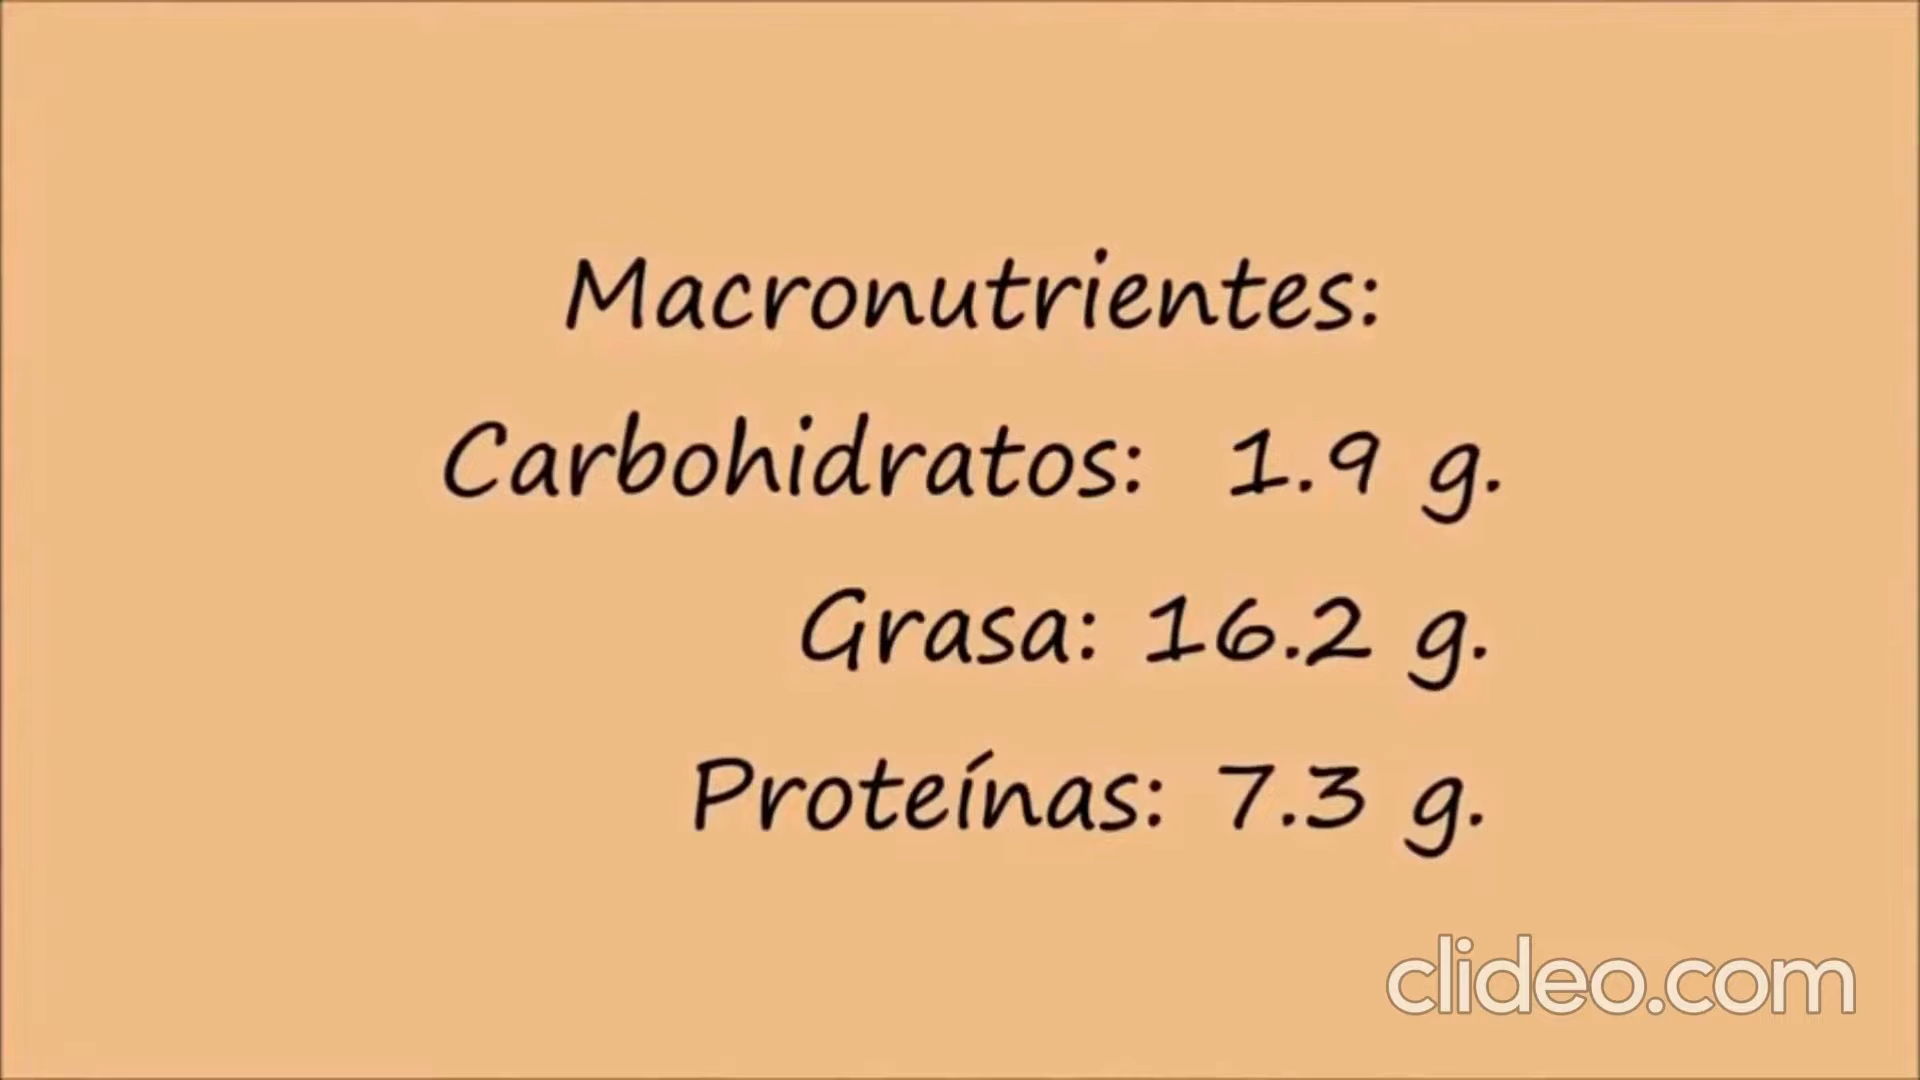 Macronutrientes:
Carbohidratos: 1.9 g.
Grasa: 16.2 g.
Proteínas: 7.3 g.
clideo.com